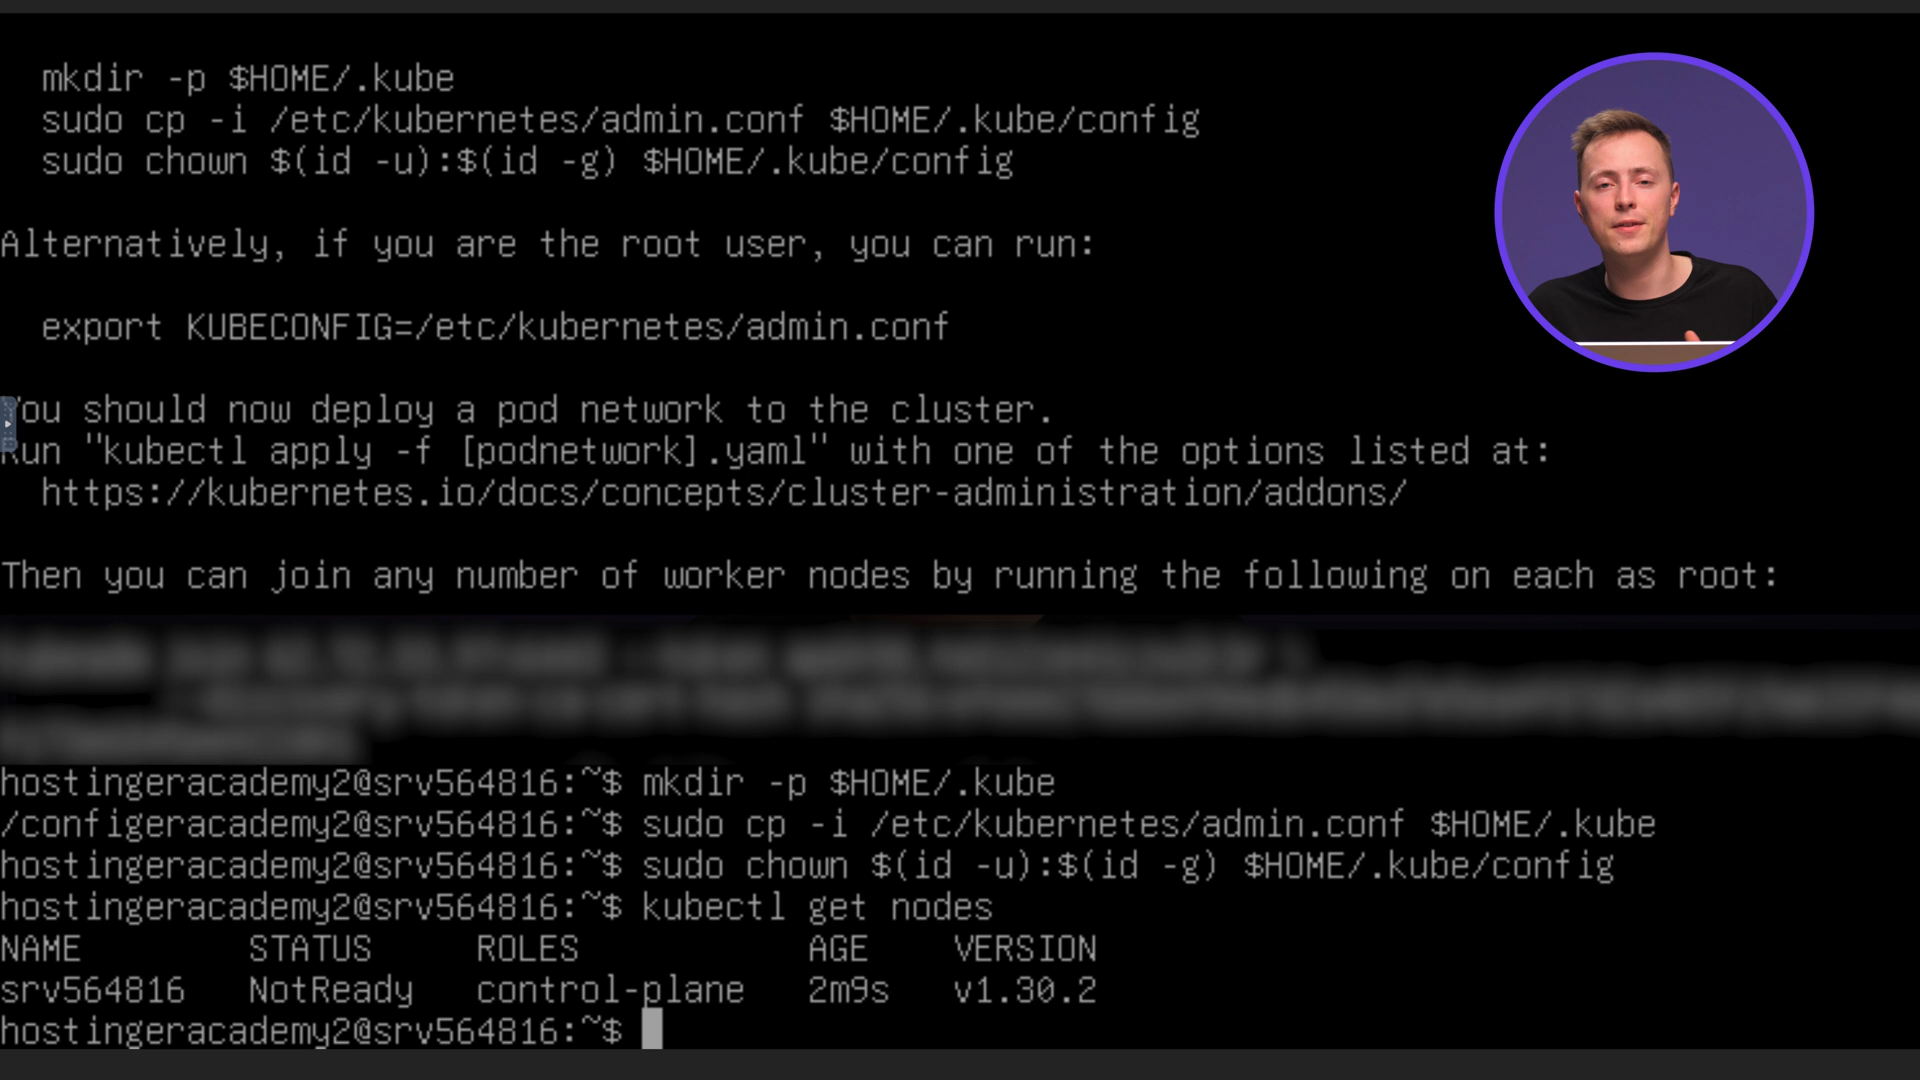 mkdir -p $HOME/.kube
sudo cp -i /etc/kubernetes/admin.conf $HOME/.kube/config
sudo chown $(id -u):$(id -g) $HOME/.kube/config
Alternatively, if you are the root user, you can run:
export KUBECONFIG=/etc/kubernetes/admin.conf
You should now deploy a pod network to the cluster.
Run "kubectl apply -f [podnetwork].yaml" with one of the options listed at:
https://kubernetes.io/docs/concepts/cluster-administration/addons/
Then you can join any number of worker nodes by running the following on each as root:
hostingeracademy2@srv564816:~$ mkdir -p $HOME/.kube
/configeracademy2@srv564816:~$ sudo cp -i /etc/kubernetes/admin.conf $HOME/.kube
hostingeracademy2@srv564816:~$ sudo chown $(id -u):$(id -g) $HOME/.kube/config
hostingeracademy2@srv564816:~$ kubectl get nodes
NAME STATUS ROLES AGE VERSION
srv564816 NotReady control-plane 2m9s v1.30.2
hostingeracademy2@srv564816:~$